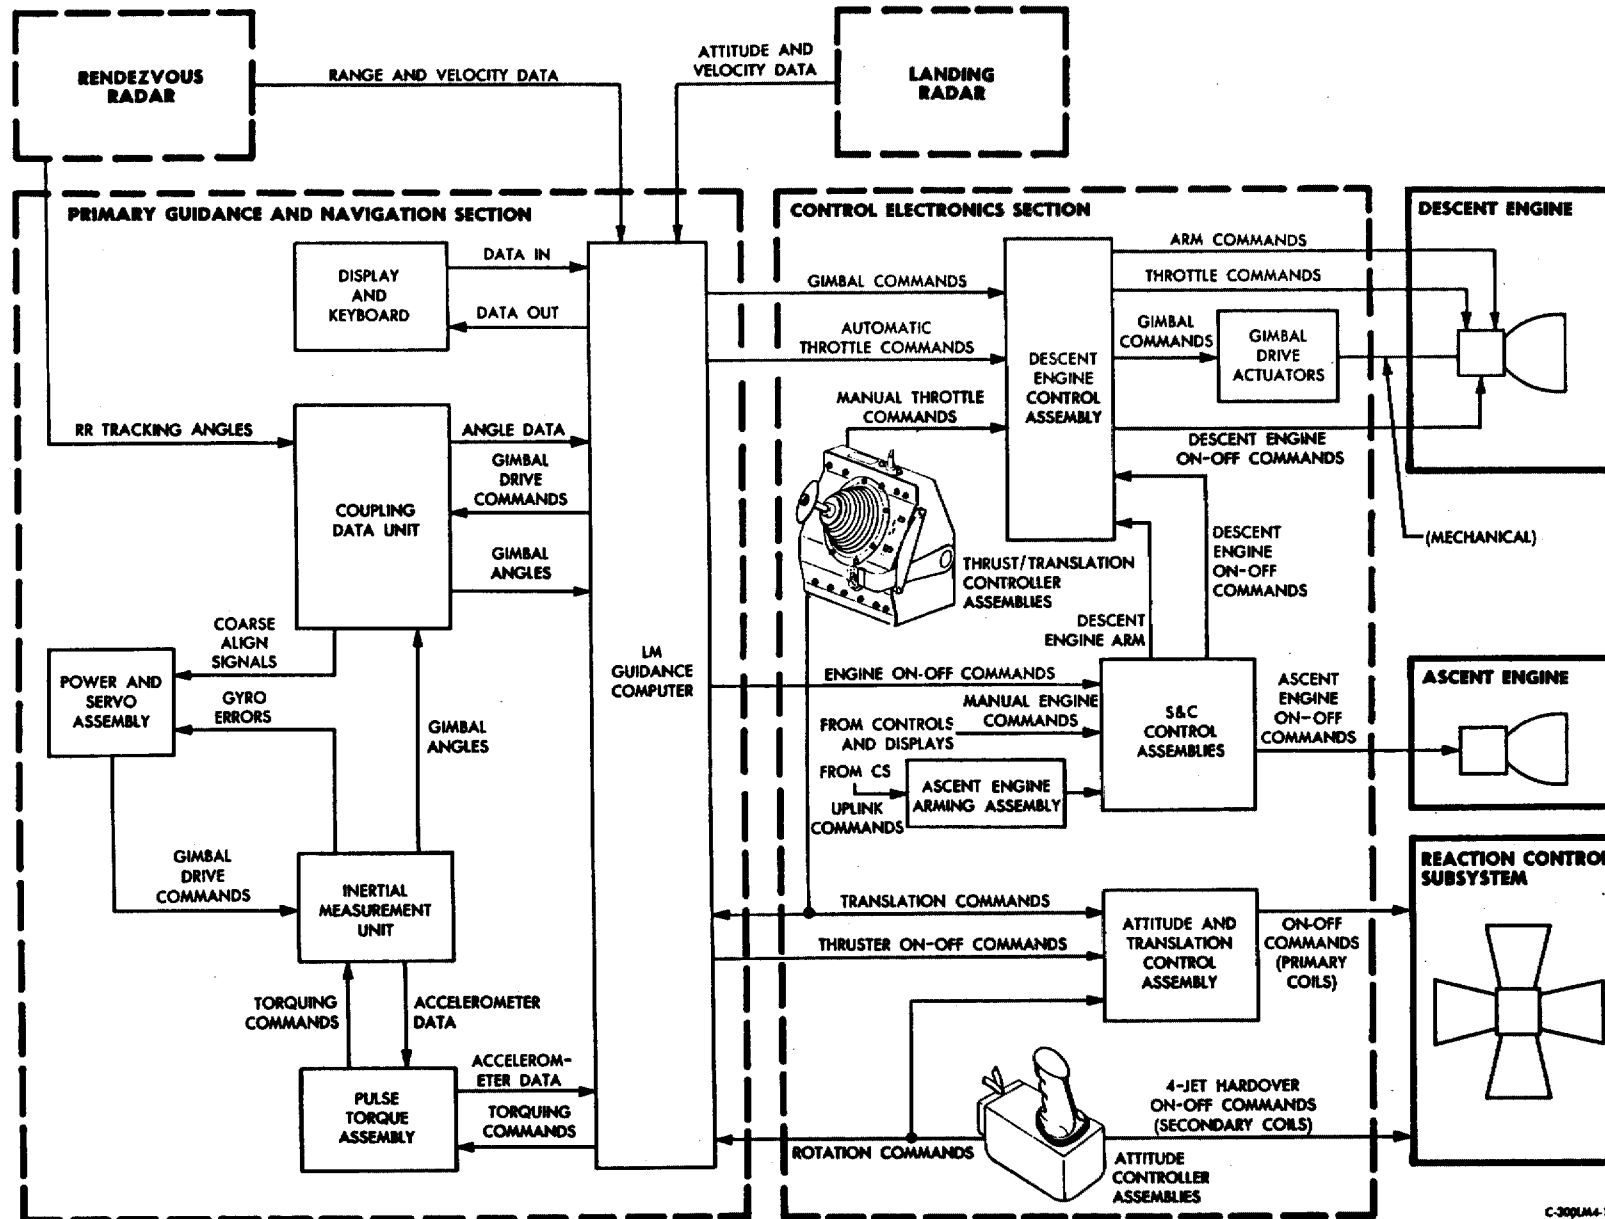 RENDEZVOUS
RADAR
RANGE AND VELOCITY DATA
ATTITUDE AND
VELOCITY DATA
LANDING
RADAR
PRIMARY GUIDANCE AND NAVIGATION SECTION
DISPLAY
AND
KEYBOARD
DATA IN
DATA OUT
RR TRACKING ANGLES
COUPLING
DATA UNIT
ANGLE DATA
GIMBAL
DRIVE
COMMANDS
GIMBAL
ANGLES
COARSE
ALIGN
SIGNALS
POWER AND
SERVO
ASSEMBLY
GYRO
ERRORS
GIMBAL
ANGLES
LM
GUIDANCE
COMPUTER
GIMBAL
DRIVE
COMMANDS
INERTIAL
MEASUREMENT
UNIT
TORQUING
COMMANDS
ACCELEROMETER
DATA
PULSE
TORQUE
ASSEMBLY
ACCELEROM-
ETER DATA
TORQUING
COMMANDS
CONTROL ELECTRONICS SECTION
GIMBAL COMMANDS
AUTOMATIC
THROTTLE COMMANDS
MANUAL THROTTLE
COMMANDS
DESCENT
ENGINE
CONTROL
ASSEMBLY
ARM COMMANDS
THROTTLE COMMANDS
GIMBAL
COMMANDS
GIMBAL
DRIVE
ACTUATORS
DESCENT ENGINE
ON-OFF COMMANDS
DESCENT ENGINE
(MECHANICAL)
THRUST/TRANSLATION
CONTROLLER
ASSEMBLIES
DESCENT
ENGINE
ON-OFF
COMMANDS
DESCENT
ENGINE ARM
ENGINE ON-OFF COMMANDS
MANUAL ENGINE
COMMANDS
FROM CONTROLS
AND DISPLAYS
FROM CS
UPLINK
COMMANDS
ASCENT ENGINE
ARMING ASSEMBLY
S&C
CONTROL
ASSEMBLIES
ASCENT
ENGINE
ON-OFF
COMMANDS
ASCENT ENGINE
TRANSLATION COMMANDS
THRUSTER ON-OFF COMMANDS
ATTITUDE AND
TRANSLATION
CONTROL
ASSEMBLY
ON-OFF
COMMANDS
(PRIMARY
COILS)
REACTION CONTRO
SUBSYSTEM
ROTATION COMMANDS
4-JET HARDOVER
ON-OFF COMMANDS
(SECONDARY COILS)
ATTITUDE
CONTROLLER
ASSEMBLIES